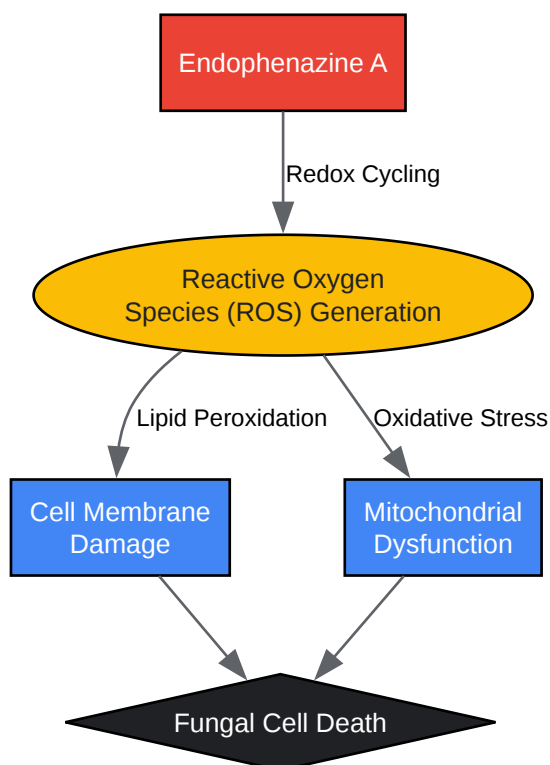 Endophenazine A
Redox Cycling
Reactive Oxygen
Species (ROS) Generation
Lipid Peroxidation
Oxidative Stress
Cell Membrane
Damage
Mitochondrial
Dysfunction
Fungal Cell Death